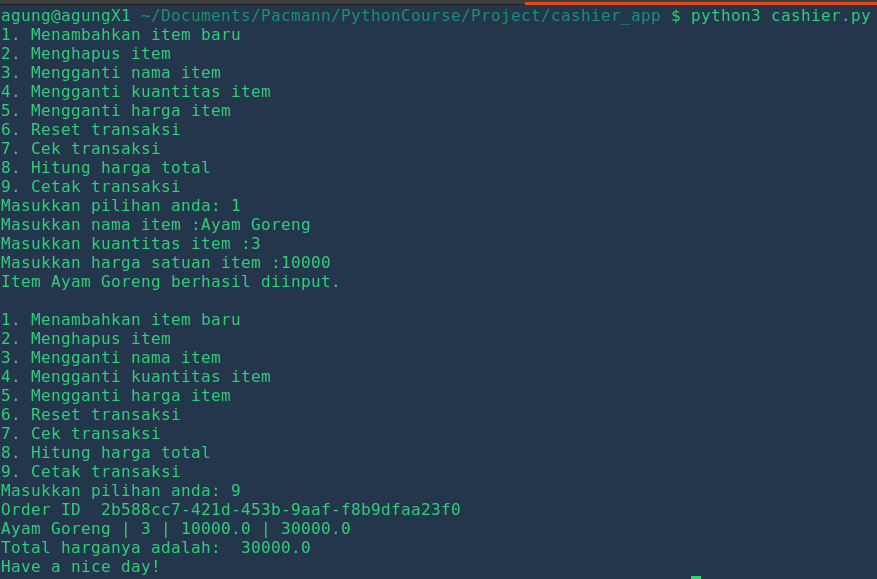 agung@agungX1 ~/Documents/Pacmann/PythonCourse/Project/cashier_app $ python3 cashier.py
1. Menambahkan item baru
2. Menghapus item
3. Mengganti nama item
4. Mengganti kuantitas item
5. Mengganti harga item
6. Reset transaksi
7. Cek transaksi
8. Hitung harga total
9. Cetak transaksi
Masukkan pilihan anda: 1
Masukkan nama item :Ayam Goreng
Masukkan kuantitas item :3
Masukkan harga satuan item :10000
Item Ayam Goreng berhasil diinput.

1. Menambahkan item baru
2. Menghapus item
3. Mengganti nama item
4. Mengganti kuantitas item
5. Mengganti harga item
6. Reset transaksi
7. Cek transaksi
8. Hitung harga total
9. Cetak transaksi
Masukkan pilihan anda: 9
Order ID  2b588cc7-421d-453b-9aaf-f8b9dfaa23f0
Ayam Goreng | 3 | 10000.0 | 30000.0
Total harganya adalah:  30000.0
Have a nice day!